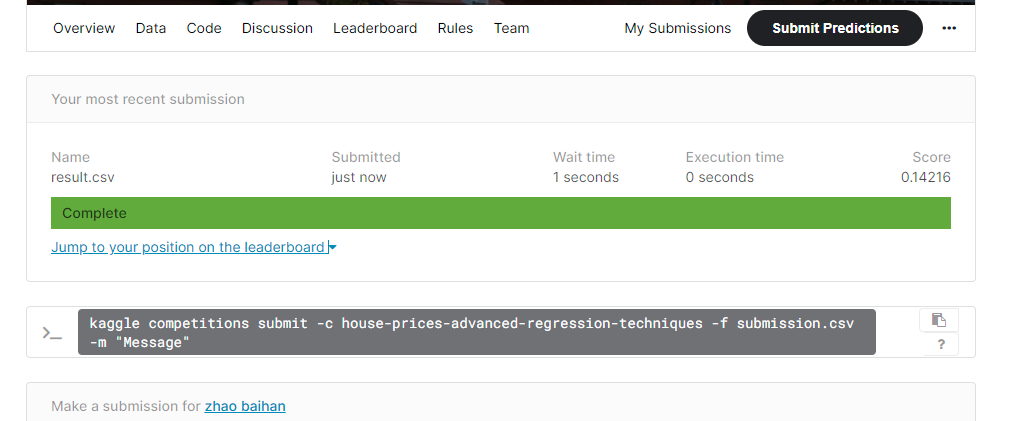 Overview Data Code Discussion Leaderboard Rules Team My Submissions Submit Predictions ...
Your most recent submission
Name Submitted Wait time Execution time Score
result.csv just now 1 seconds 0 seconds 0.14216
Complete
Jump to your position on the leaderboard
>_ kaggle competitions submit -c house-prices-advanced-regression-techniques -f submission.csv
-m "Message"
?
Make a submission for zhao baihan